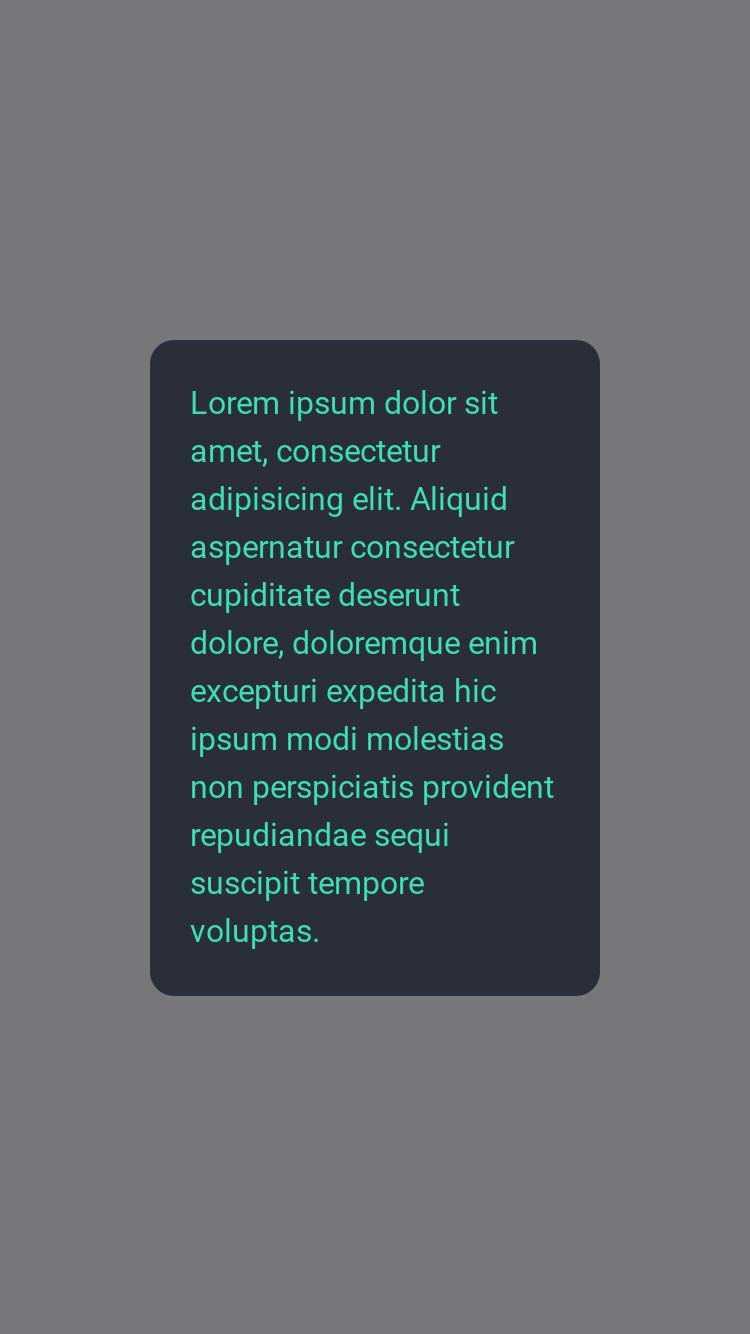 Lorem ipsum dolor sit
amet, consectetur
adipisicing elit. Aliquid
aspernatur consectetur
cupiditate deserunt
dolore, doloremque enim
excepturi expedita hic
ipsum modi molestias
non perspiciatis provident
repudiandae sequi
suscipit tempore
voluptas.